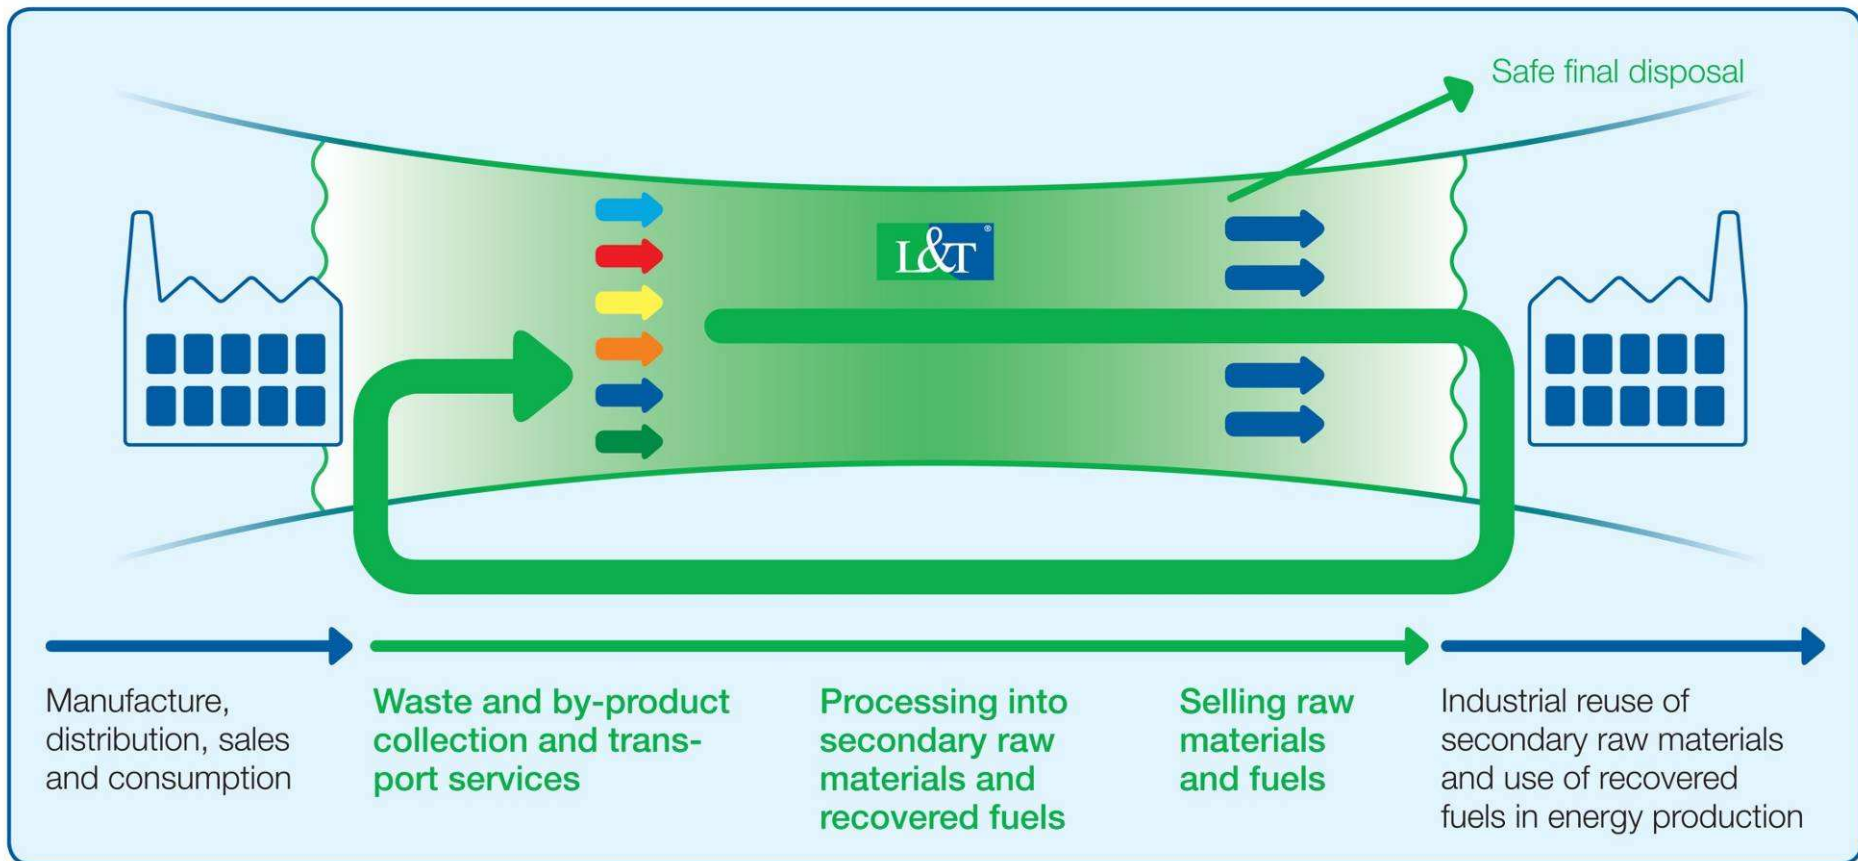 Safe final disposal
L&T®
Manufacture,
distribution, sales
and consumption
Waste and by-product
collection and trans-
port services
Processing into
secondary raw
materials and
recovered fuels
Selling raw
materials
and fuels
Industrial reuse of
secondary raw materials
and use of recovered
fuels in energy production